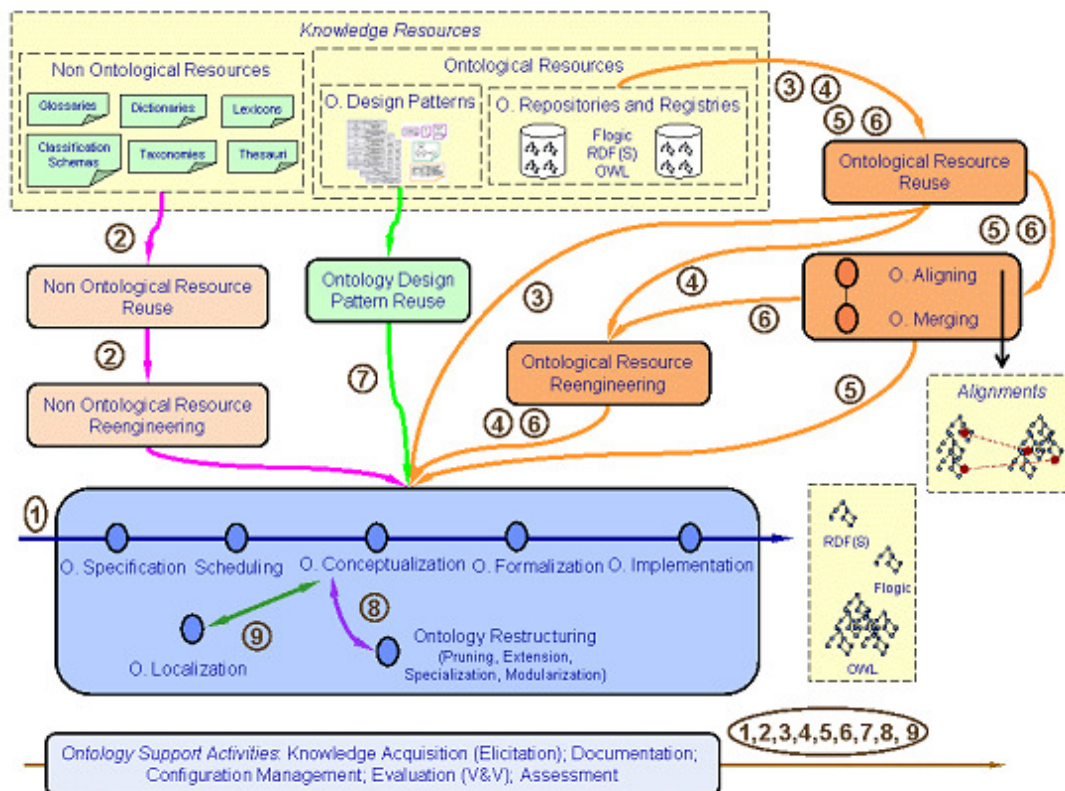 Knowledge Resources
Non Ontological Resources
Glossaries
Dictionaries
Lexicons
Classification
Schemas
Taxonomies
Thesauri
Ontological Resources
O. Design Patterns
O. Repositories and Registries
Flogic
RDF(S)
OWL
3 4
5 6
Ontological Resource
Reuse
2
5 6
Non Ontological Resource
Reuse
Ontology Design
Pattern Reuse
3
4
O. Aligning
O. Merging
6
2
7
Ontological Resource
Reengineering
5
Non Ontological Resource
Reengineering
4 6
Alignments
1
O. Specification
Scheduling
O. Conceptualization
O. Formalization
O. Implementation
RDF(S)
Flogic
OWL
9
8
O. Localization
Ontology Restructuring
(Pruning, Extension,
Specialization, Modularization)
1,2,3,4,5,6,7,8, 9
Ontology Support Activities: Knowledge Acquisition (Elicitation); Documentation;
Configuration Management; Evaluation (V&V); Assessment